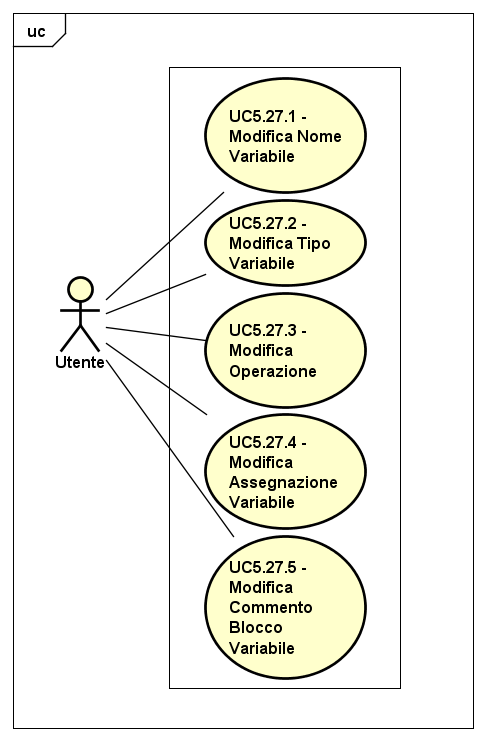 uc
UC5.27.1 -
Modifica Nome
Variabile
UC5.27.2 -
Modifica Tipo
Variabile
UC5.27.3 -
Modifica
Operazione
Utente
UC5.27.4 -
Modifica
Assegnazione
Variabile
UC5.27.5 -
Modifica
Commento
Blocco
Variabile